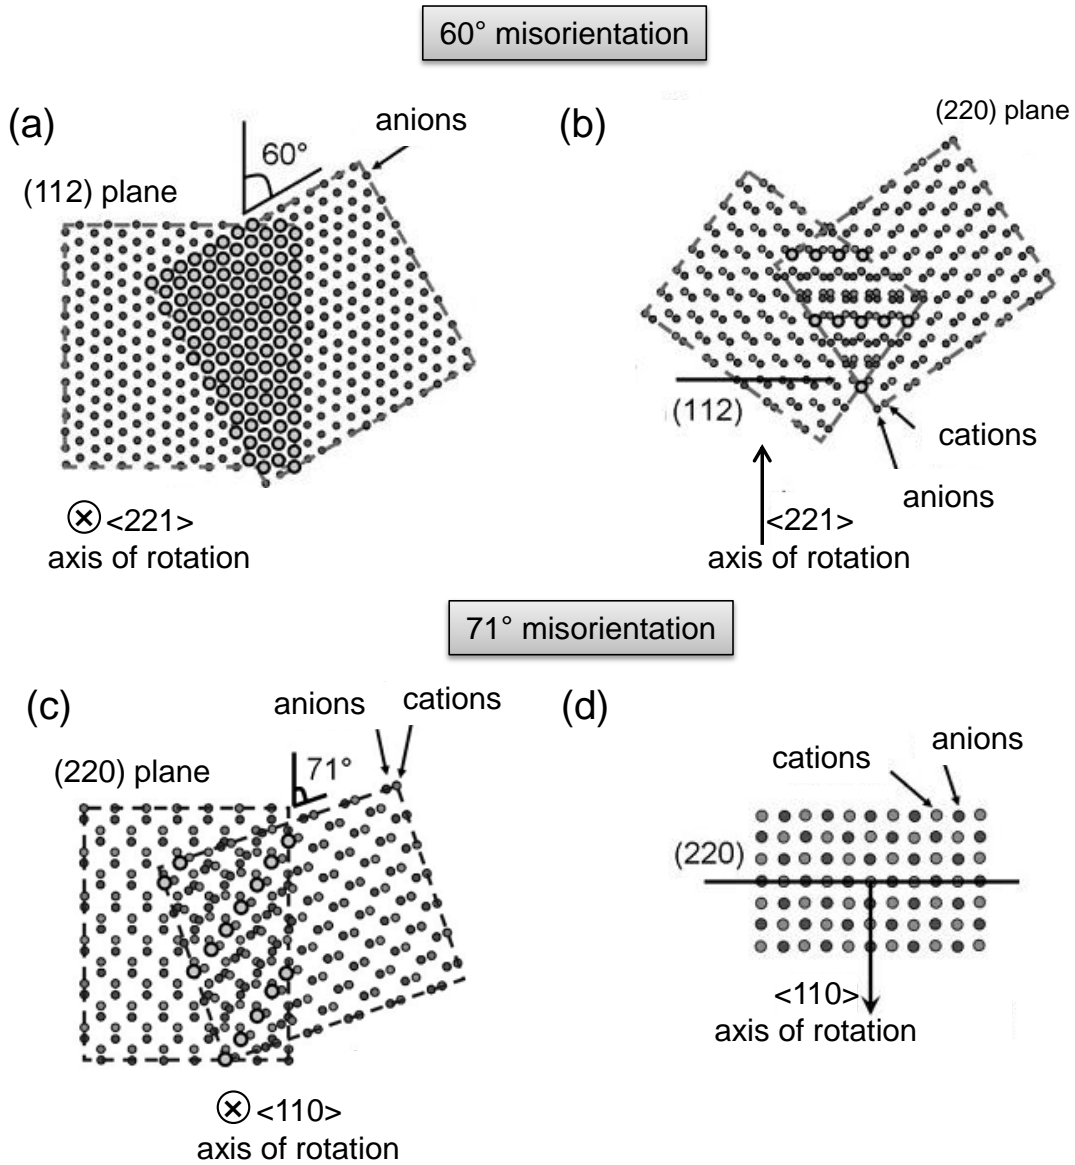 60° misorientation
(a)
anions
60°
(112) plane
<221>
axis of rotation
(b)
(220) plane
(112)
cations
anions
<221>
axis of rotation
71° misorientation
(c)
anions
cations
(220) plane
71°
<110>
axis of rotation
(d)
anions
cations
(220)
<110>
axis of rotation